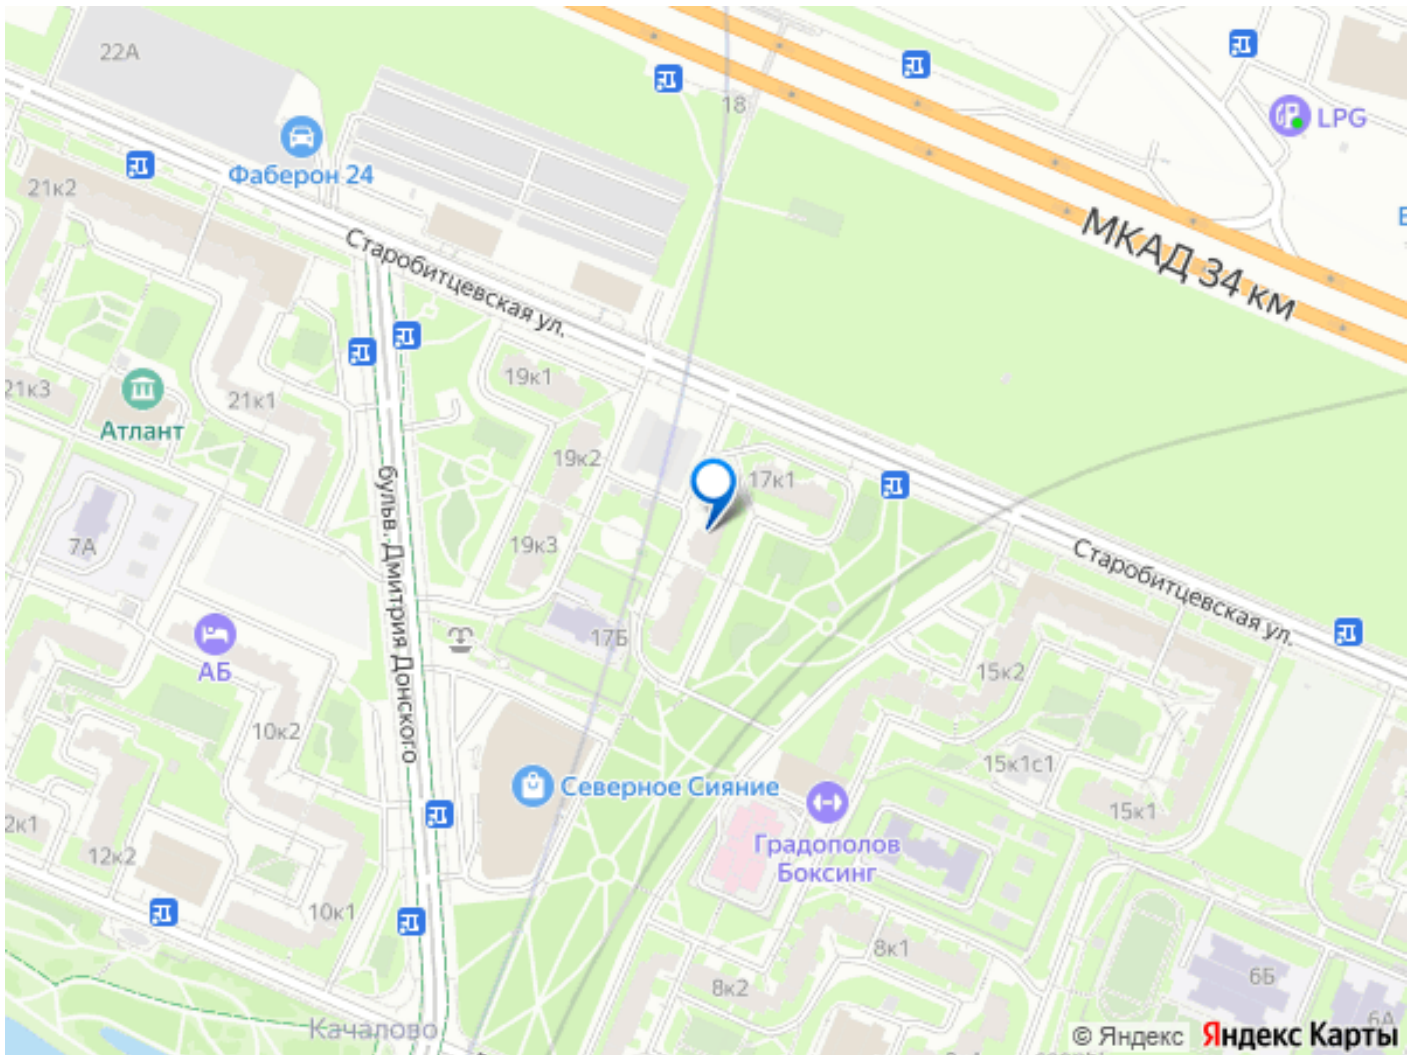 22А
18
LPG
Фаберон 24
21к2
МКАД 34 км
Старобитцевская ул.
19к1
21к3
21к1
Атлант
19к2
17к1
бульв. Дмитрия Донского
7А
19к3
Старобитцевская ул.
17Б
АБ
15к2
10к2
15к1с1
Северное Сияние
15к1
2к1
12к2
Градополов
Боксинг
10к1
8к1
6Б
8к2
6А
Качалово
© Яндекс
Яндекс Карты